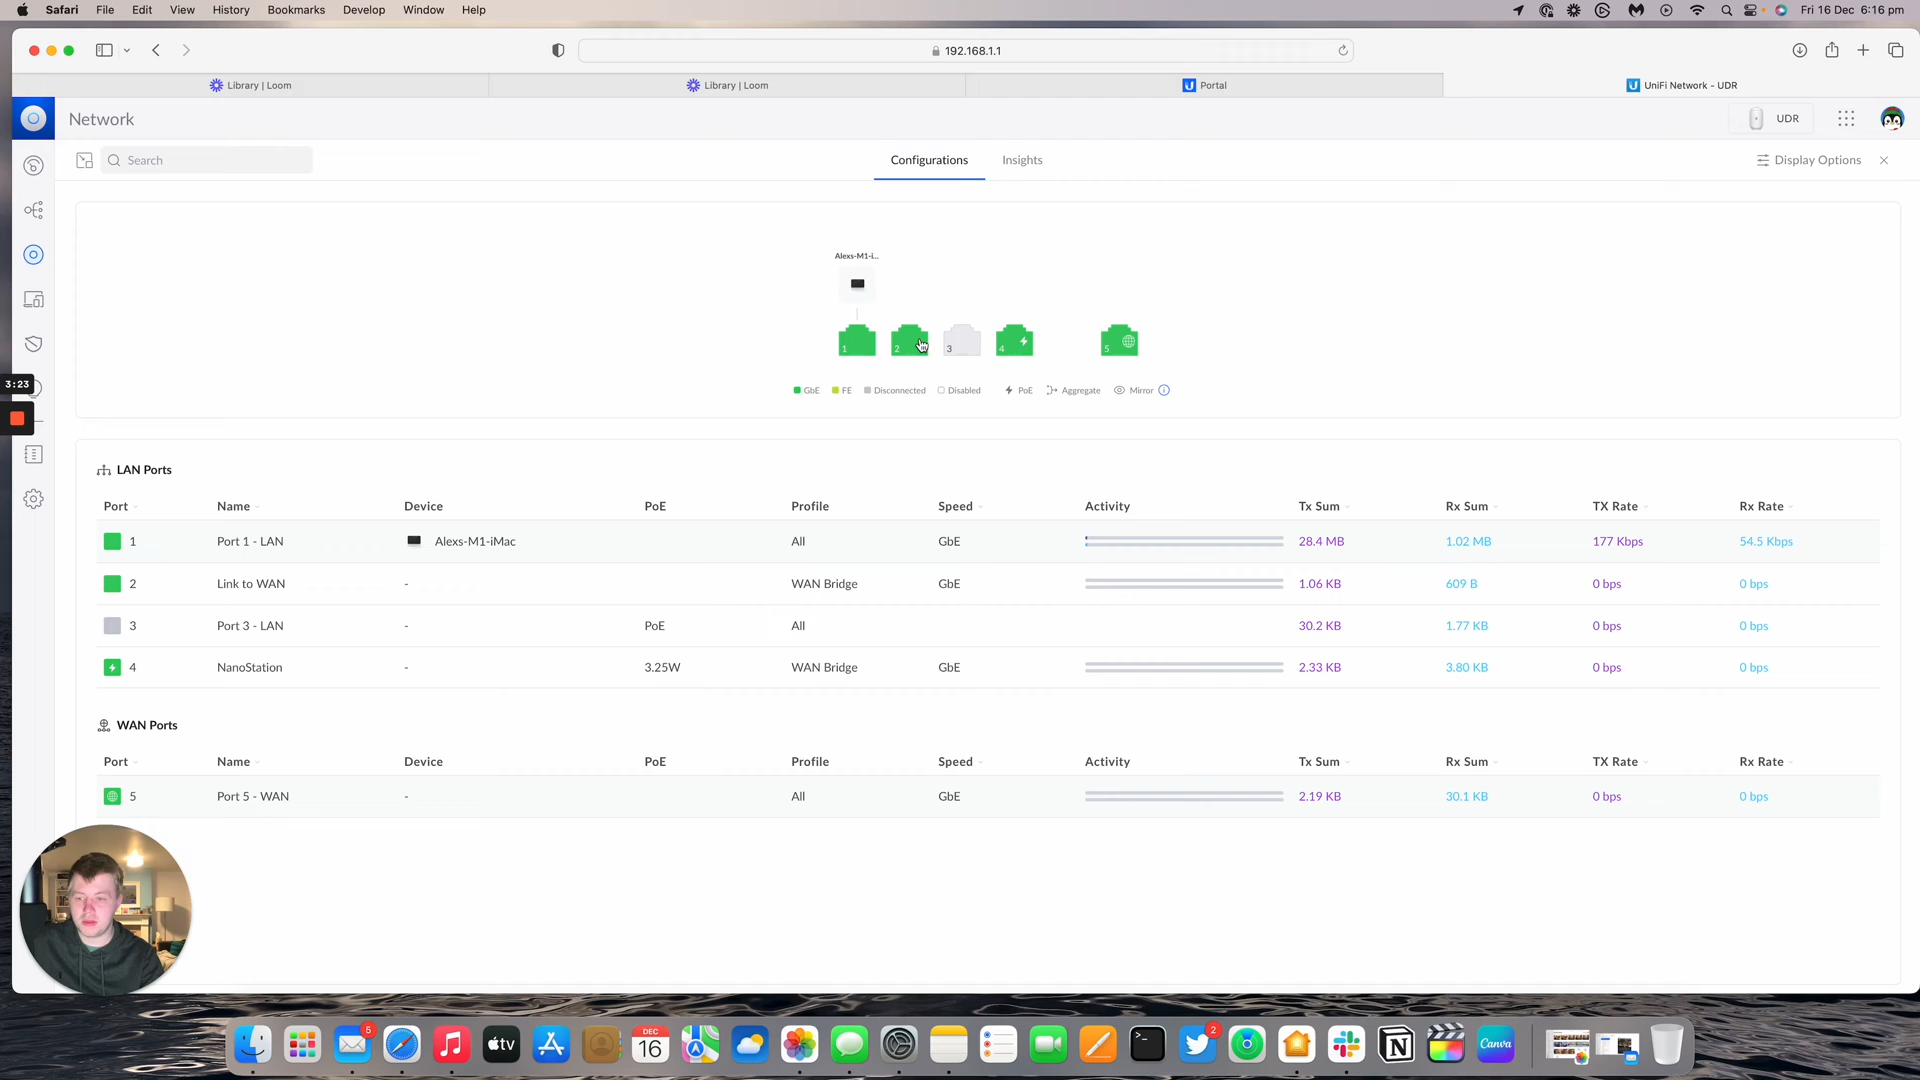 Safari File Edit View History Bookmarks Develop Window Help Fri 16 Dec 6:16 pm
192.168.1.1
Library | Loom Library | Loom Portal UniFi Network - UDR
Network UDR
Search Configurations Insights Display Options
Alexs-M1-i...
1 2 3 4 5
GbE FE Disconnected Disabled PoE Aggregate Mirror
3:23
LAN Ports
Port Name Device PoE Profile Speed Activity Tx Sum Rx Sum TX Rate Rx Rate
1 Port 1 - LAN Alexs-M1-iMac All GbE 28.4 MB 1.02 MB 177 Kbps 54.5 Kbps
2 Link to WAN - WAN Bridge GbE 1.06 KB 609 B 0 bps 0 bps
3 Port 3 - LAN - PoE All 30.2 KB 1.77 KB 0 bps 0 bps
4 NanoStation - 3.25W WAN Bridge GbE 2.33 KB 3.80 KB 0 bps 0 bps
WAN Ports
Port Name Device PoE Profile Speed Activity Tx Sum Rx Sum TX Rate Rx Rate
5 Port 5 - WAN - All GbE 2.19 KB 30.1 KB 0 bps 0 bps
5 tv DEC 16 2 Canva